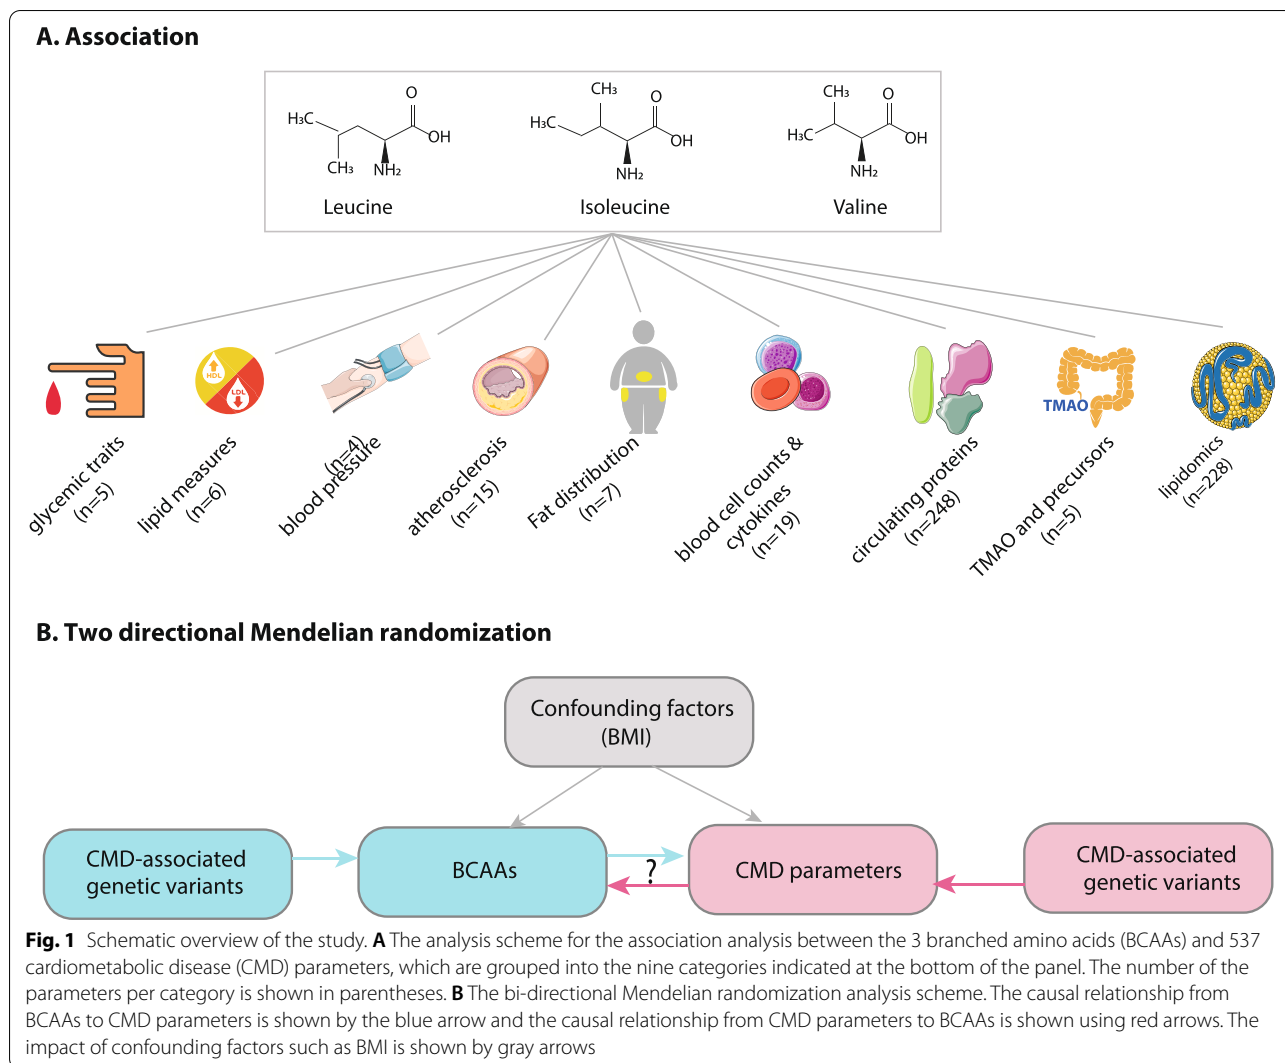 A. Association
O
H₃C
OH
CH₃
NH₂
Leucine
CH₃
O
H₃C
OH
NH₂
Isoleucine
CH₃
O
H₃C
OH
NH₂
Valine
HDL
LDL
TMAO
glycemic traits
(n=5)
lipid measures
(n=6)
(n=4)
blood pressure
atherosclerosis
(n=15)
Fat distribution
(n=7)
blood cell counts &
cytokines
(n=19)
circulating proteins
(n=248)
TMAO and precursors
(n=5)
lipidomics
(n=228)
B. Two directional Mendelian randomization
Confounding factors
(BMI)
CMD-associated
genetic variants
BCAAs
?
CMD parameters
CMD-associated
genetic variants
Fig. 1 Schematic overview of the study. A The analysis scheme for the association analysis between the 3 branched amino acids (BCAAs) and 537
cardiometabolic disease (CMD) parameters, which are grouped into the nine categories indicated at the bottom of the panel. The number of the
parameters per category is shown in parentheses. B The bi-directional Mendelian randomization analysis scheme. The causal relationship from
BCAAs to CMD parameters is shown by the blue arrow and the causal relationship from CMD parameters to BCAAs is shown using red arrows. The
impact of confounding factors such as BMI is shown by gray arrows